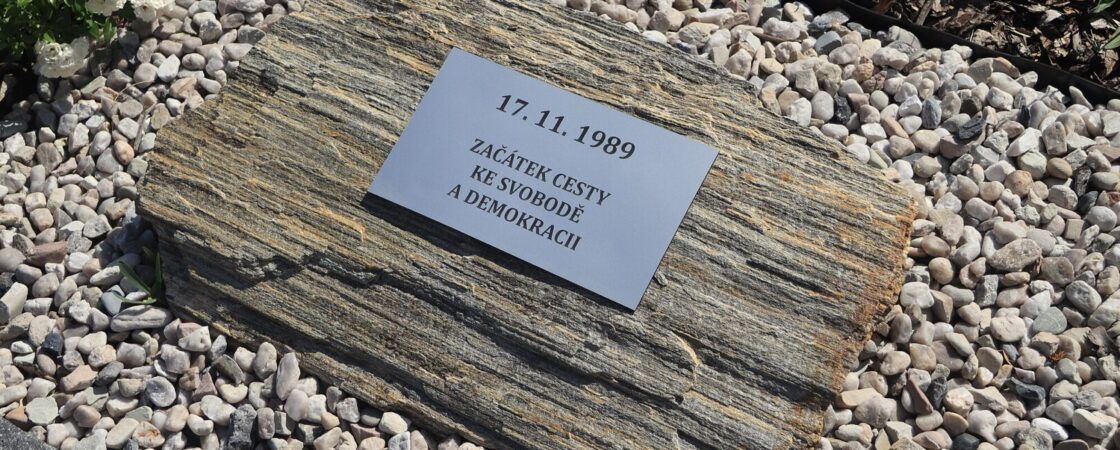 17. 11. 1989
ZAČÁTEK CESTY
KE SVOBODĚ
A DEMOKRACII